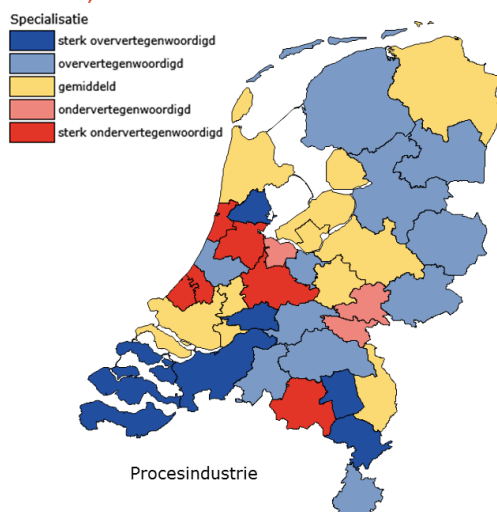 Specialisatie
sterk oververtegenwoordigd
oververtegenwoordigd
gemiddeld
ondervertegenwoordigd
sterk ondervertegenwoordigd
Procesindustrie